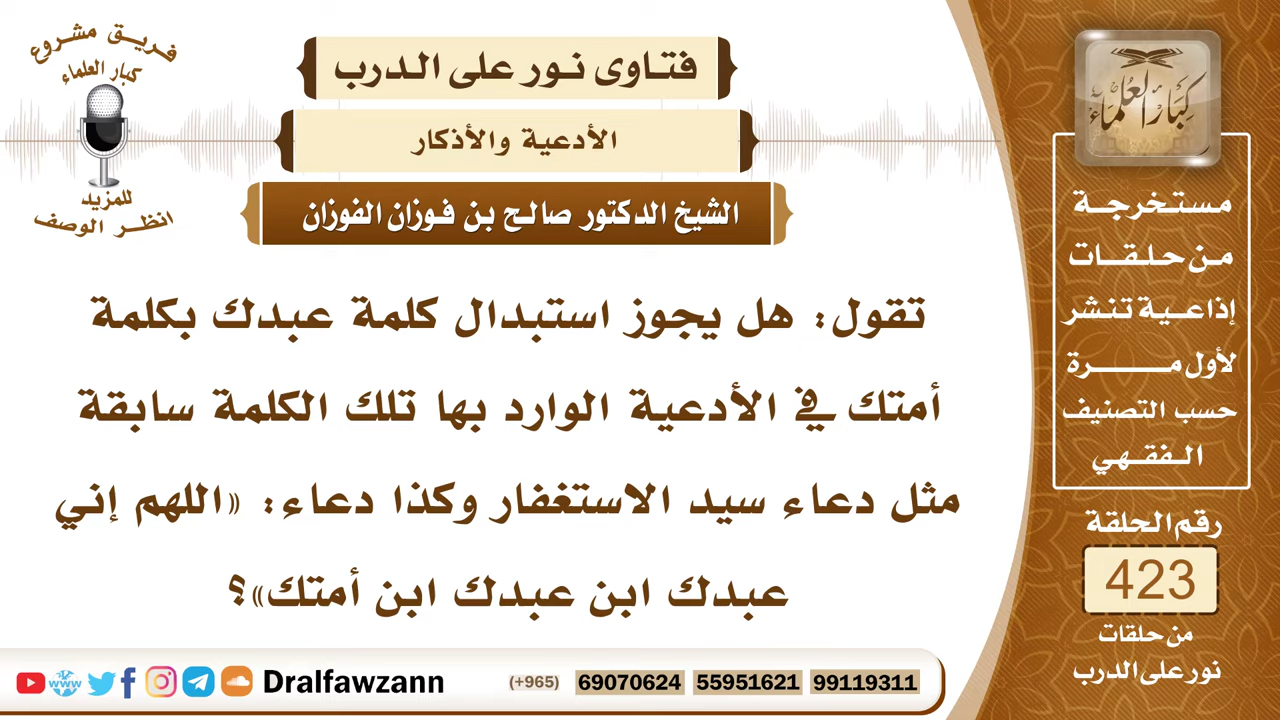 فريق مشروع
كبار العلماء
للمزيد
انظر الوصف
فتاوى نور على الدرب
الأدعية والأذكار
الشيخ الدكتور صالح بن فوزان الفوزان
تقول: هل يجوز استبدال كلمة عبدك بكلمة
أمتك في الأدعية الوارد بها تلك الكلمة سابقة
مثل دعاء سيد الاستغفار وكذا دعاء: «اللهم إني
عبدك ابن عبدك ابن أمتك»؟
كبار العلماء
مستخرجة
من حلقات
إذاعية تنشر
لأول مرة
حسب التصنيف
الفقهي
رقم الحلقة
423
من حلقات
نور على الدرب
www Dralfawzann (+965) 69070624 55951621 99119311